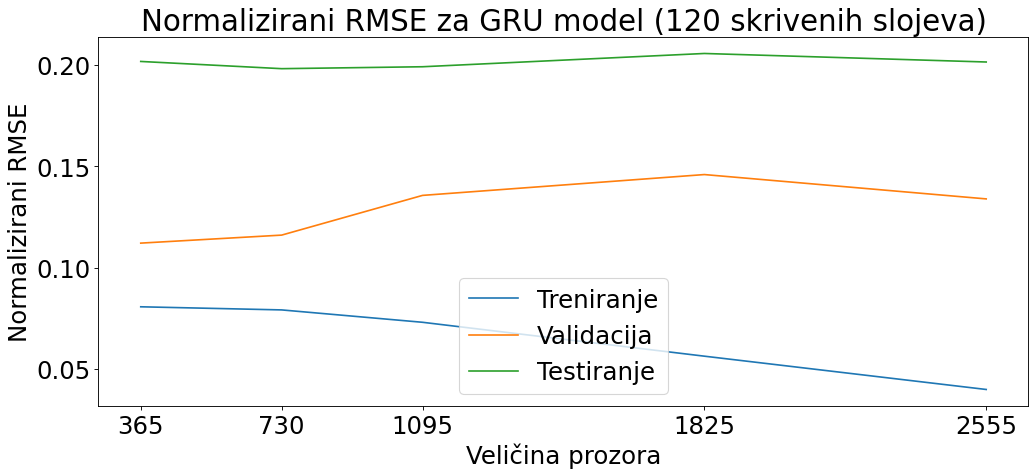 Normalizirani RMSE za GRU model (120 skrivenih slojeva)
Normalizirani RMSE
0.20
0.15
0.10
0.05
Treniranje
Validacija
Testiranje
365 730 1095 1825 2555
Veličina prozora